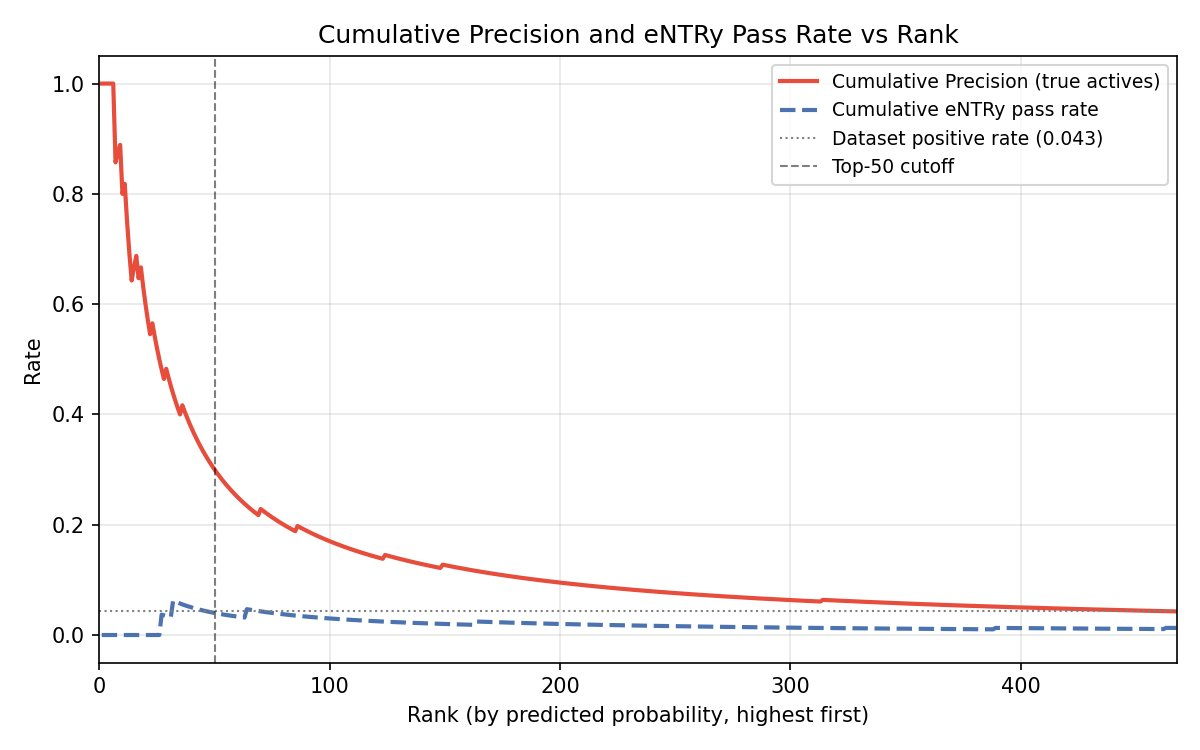 Cumulative Precision and eNTRy Pass Rate vs Rank
Cumulative Precision (true actives)
Cumulative eNTRy pass rate
Dataset positive rate (0.043)
Top-50 cutoff
Rate
1.0
0.8
0.6
0.4
0.2
0.0
0 100 200 300 400
Rank (by predicted probability, highest first)